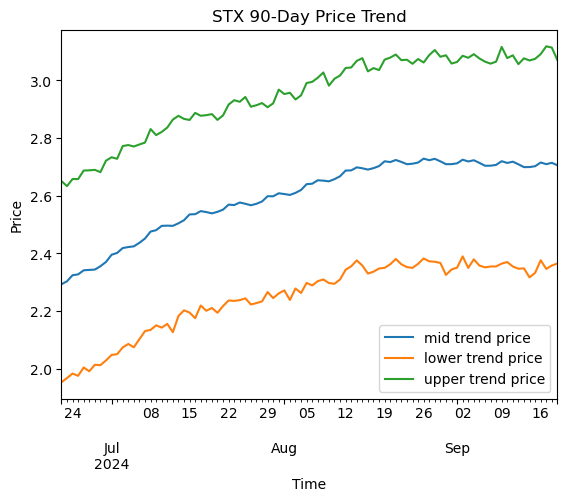 STX 90-Day Price Trend
Price
3.0
2.8
2.6
2.4
2.2
2.0
mid trend price
lower trend price
upper trend price
24 08 15 22 29 05 12 19 26 02 09 16
Jul Aug Sep
2024
Time